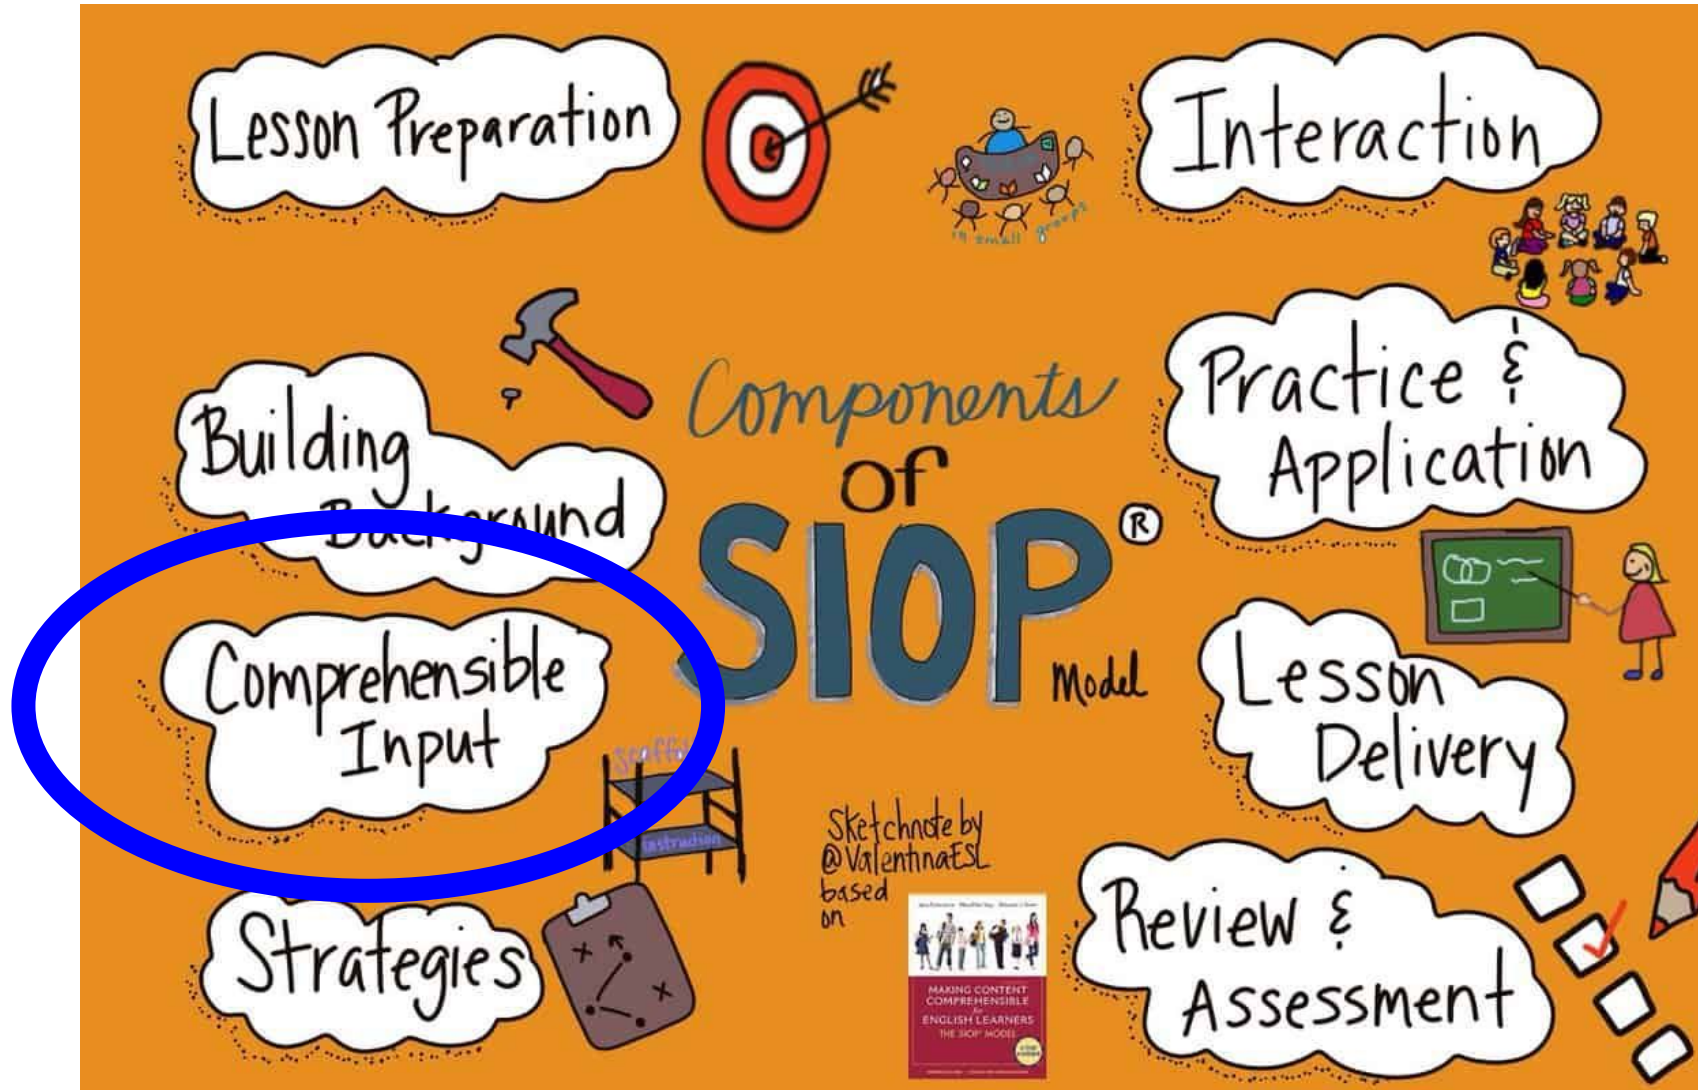 Lesson Preparation
Interaction
in small groups
Building
Background
Components
of
SIOP®
Model
Practice &
Application
Comprehensible
Input
Lesson
Delivery
instruction
Strategies
Sketchnote by
@ValentinaESL
based
on
MAKING CONTENT
COMPREHENSIBLE
for
ENGLISH LEARNERS
THE SIOP® MODEL
Review &
Assessment